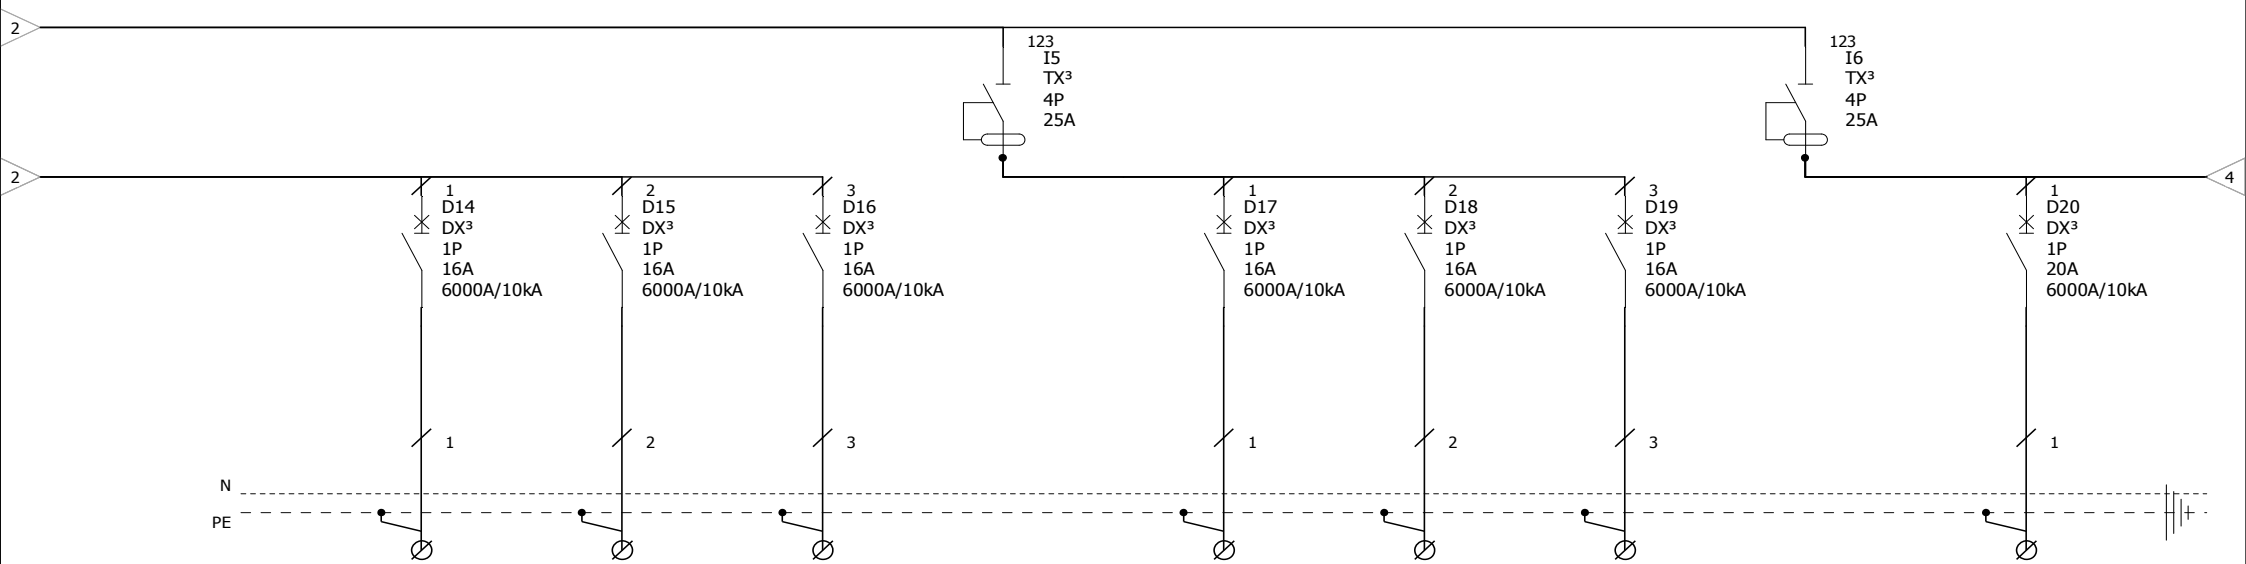 2
123
I5
TX³
4P
25A
123
I6
TX³
4P
25A
2
4
1
D14
DX³
1P
16A
6000A/10kA
2
D15
DX³
1P
16A
6000A/10kA
3
D16
DX³
1P
16A
6000A/10kA
1
D17
DX³
1P
16A
6000A/10kA
2
D18
DX³
1P
16A
6000A/10kA
3
D19
DX³
1P
16A
6000A/10kA
1
D20
DX³
1P
20A
6000A/10kA
1
2
3
1
2
3
1
N
PE